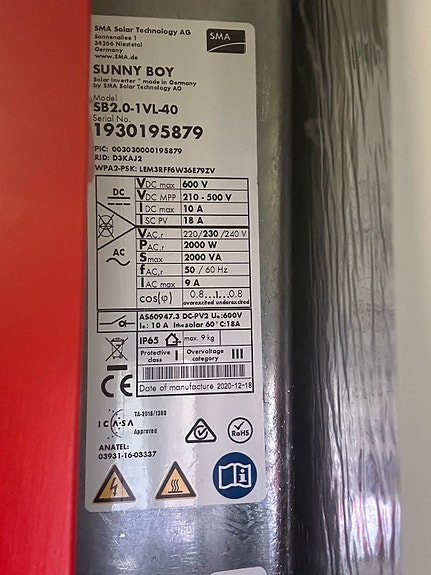 SMA Solar Technology AG
Sonnenallee 1
34266 Niestetal
Germany
www.SMA.de
SMA
SUNNY BOY
Solar Inverter * made in Germany
by SMA Solar Technology AG
Model
SB2.0-1VL-40
Serial No.
1930195879
PIC: 003030000195879
RID: D3KAJ2
WPA2-PSK: LEM3RFF6W36E79ZV
DC
VDC max 600 V
VDC MPP 210 - 500 V
IDC max 10 A
ISC PV 18 A
AC
VAC,r 220/230/240 V
PAC,r 2000 W
Smax 2000 VA
fAC,r 50 / 60 Hz
IAC max 9 A
cos(φ) 0.8...1...0.8
overexcited underexcited
AS60947.3 DC-PV2 Uₑ:600V
Iₑ: 10 A Ithe solar 60°C:18A
IP65 max. 9 kg
Protective class I Overvoltage category III
CE
Date of manufacture 2020-12-18
ICASA
TA-2016/1360
Approved
RoHS
ANATEL:
03931-16-03337